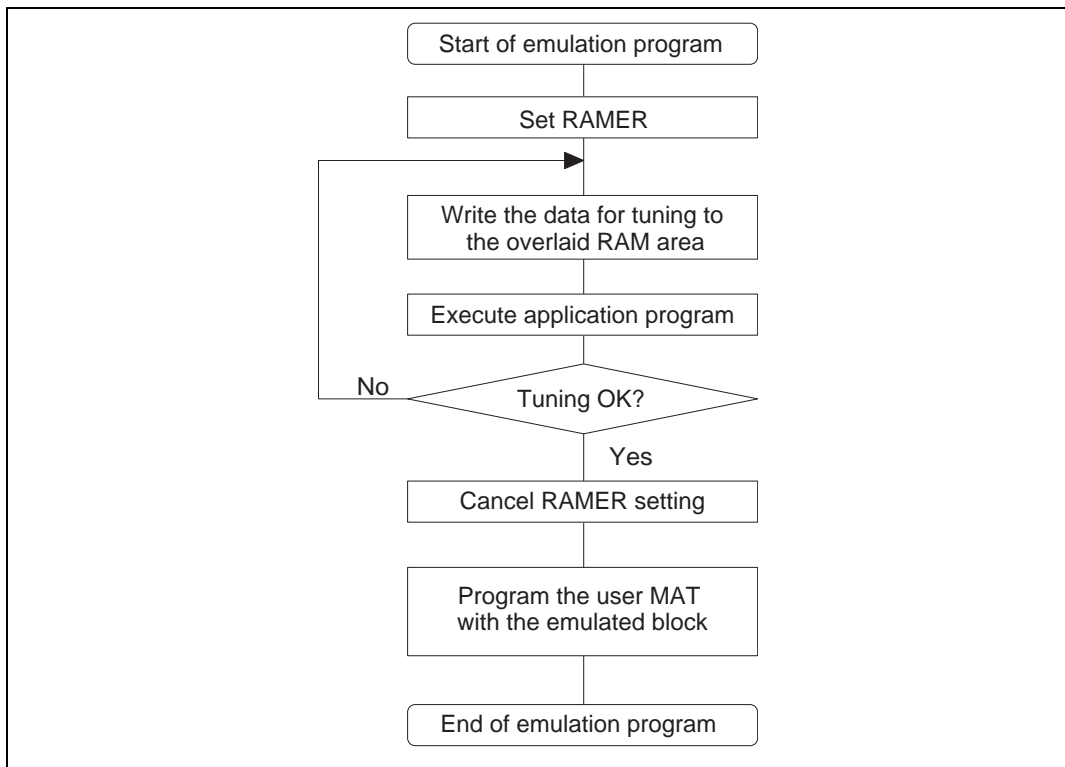 Start of emulation program
Set RAMER
Write the data for tuning to
the overlaid RAM area
Execute application program
No
Tuning OK?
Yes
Cancel RAMER setting
Program the user MAT
with the emulated block
End of emulation program